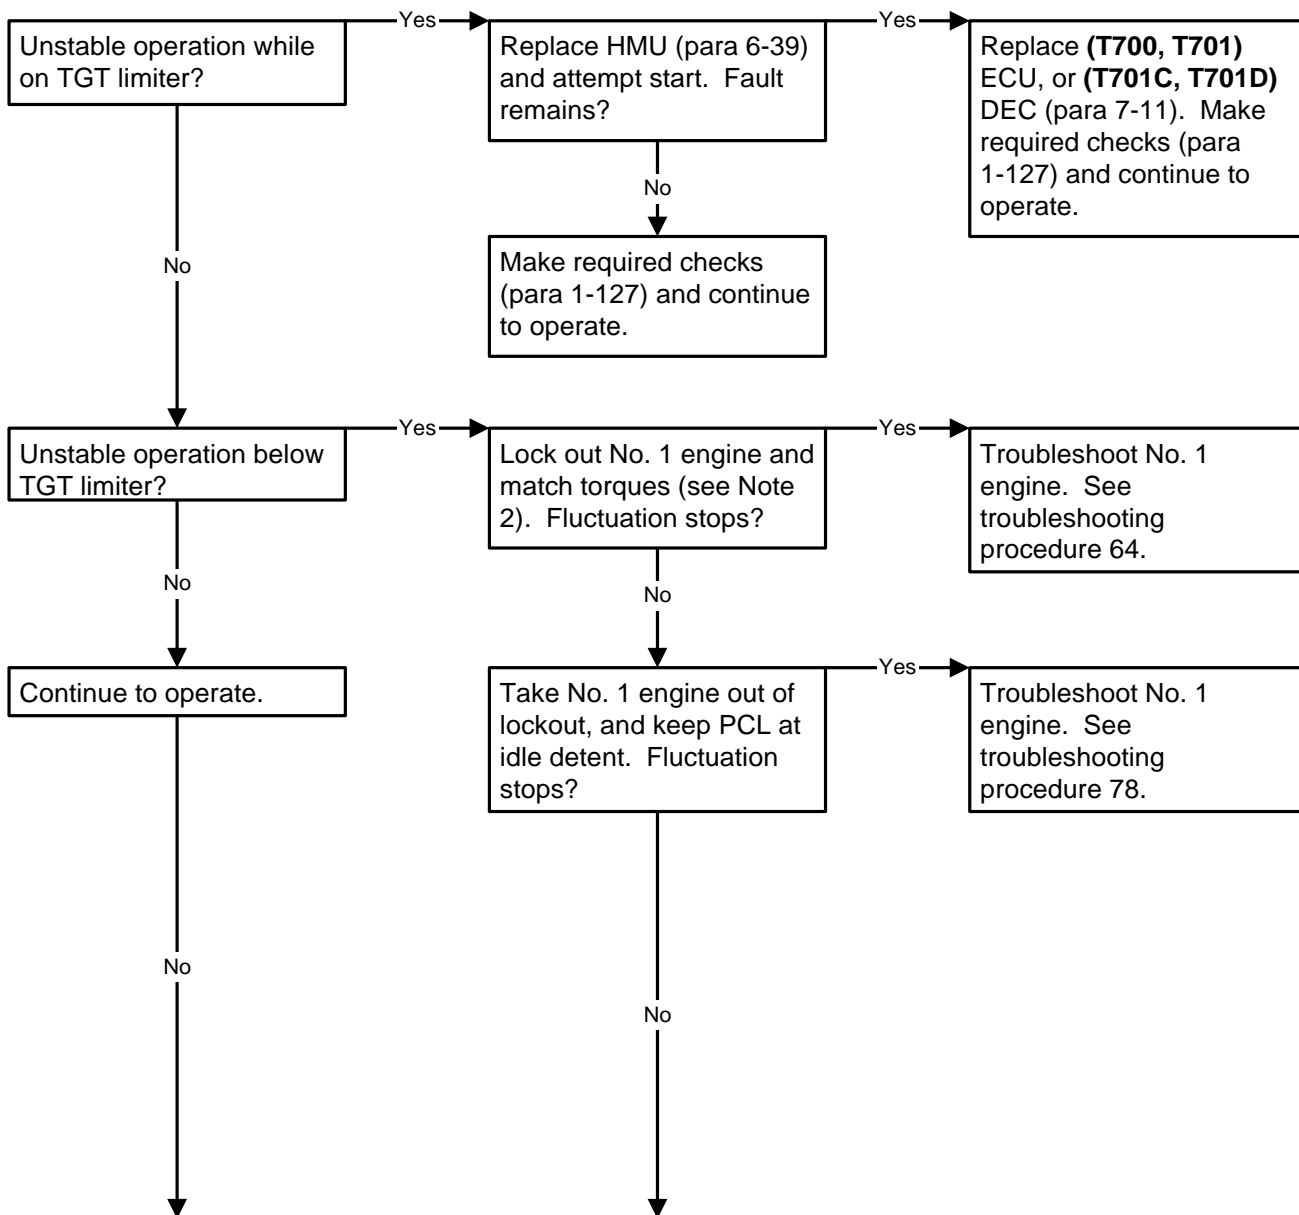 Unstable operation while
on TGT limiter?
Yes
Replace HMU (para 6-39)
and attempt start.  Fault
remains?
Yes
Replace (T700, T701)
ECU, or (T701C, T701D)
DEC (para 7-11).  Make
required checks (para
1-127) and continue to
operate.
No
Make required checks
(para 1-127) and continue
to operate.
No
Unstable operation below
TGT limiter?
Yes
Lock out No. 1 engine and
match torques (see Note
2).  Fluctuation stops?
Yes
Troubleshoot No. 1
engine.  See
troubleshooting
procedure 64.
No
No
Continue to operate.
Take No. 1 engine out of
lockout, and keep PCL at
idle detent.  Fluctuation
stops?
Yes
Troubleshoot No. 1
engine.  See
troubleshooting
procedure 78.
No
No